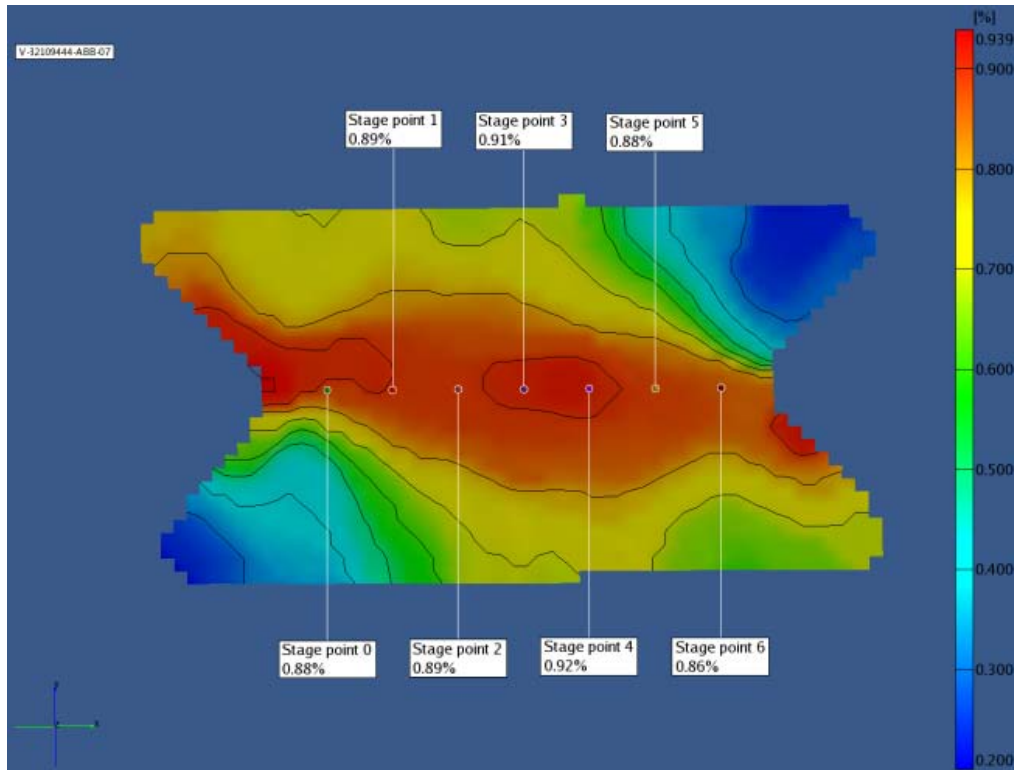 [%]
V-32109444-ABB-07
0.939
0.900
Stage point 1
0.89%
Stage point 3
0.91%
Stage point 5
0.88%
0.800
0.700
0.600
0.500
0.400
Stage point 0
0.88%
Stage point 2
0.89%
Stage point 4
0.92%
Stage point 6
0.86%
0.300
0.200